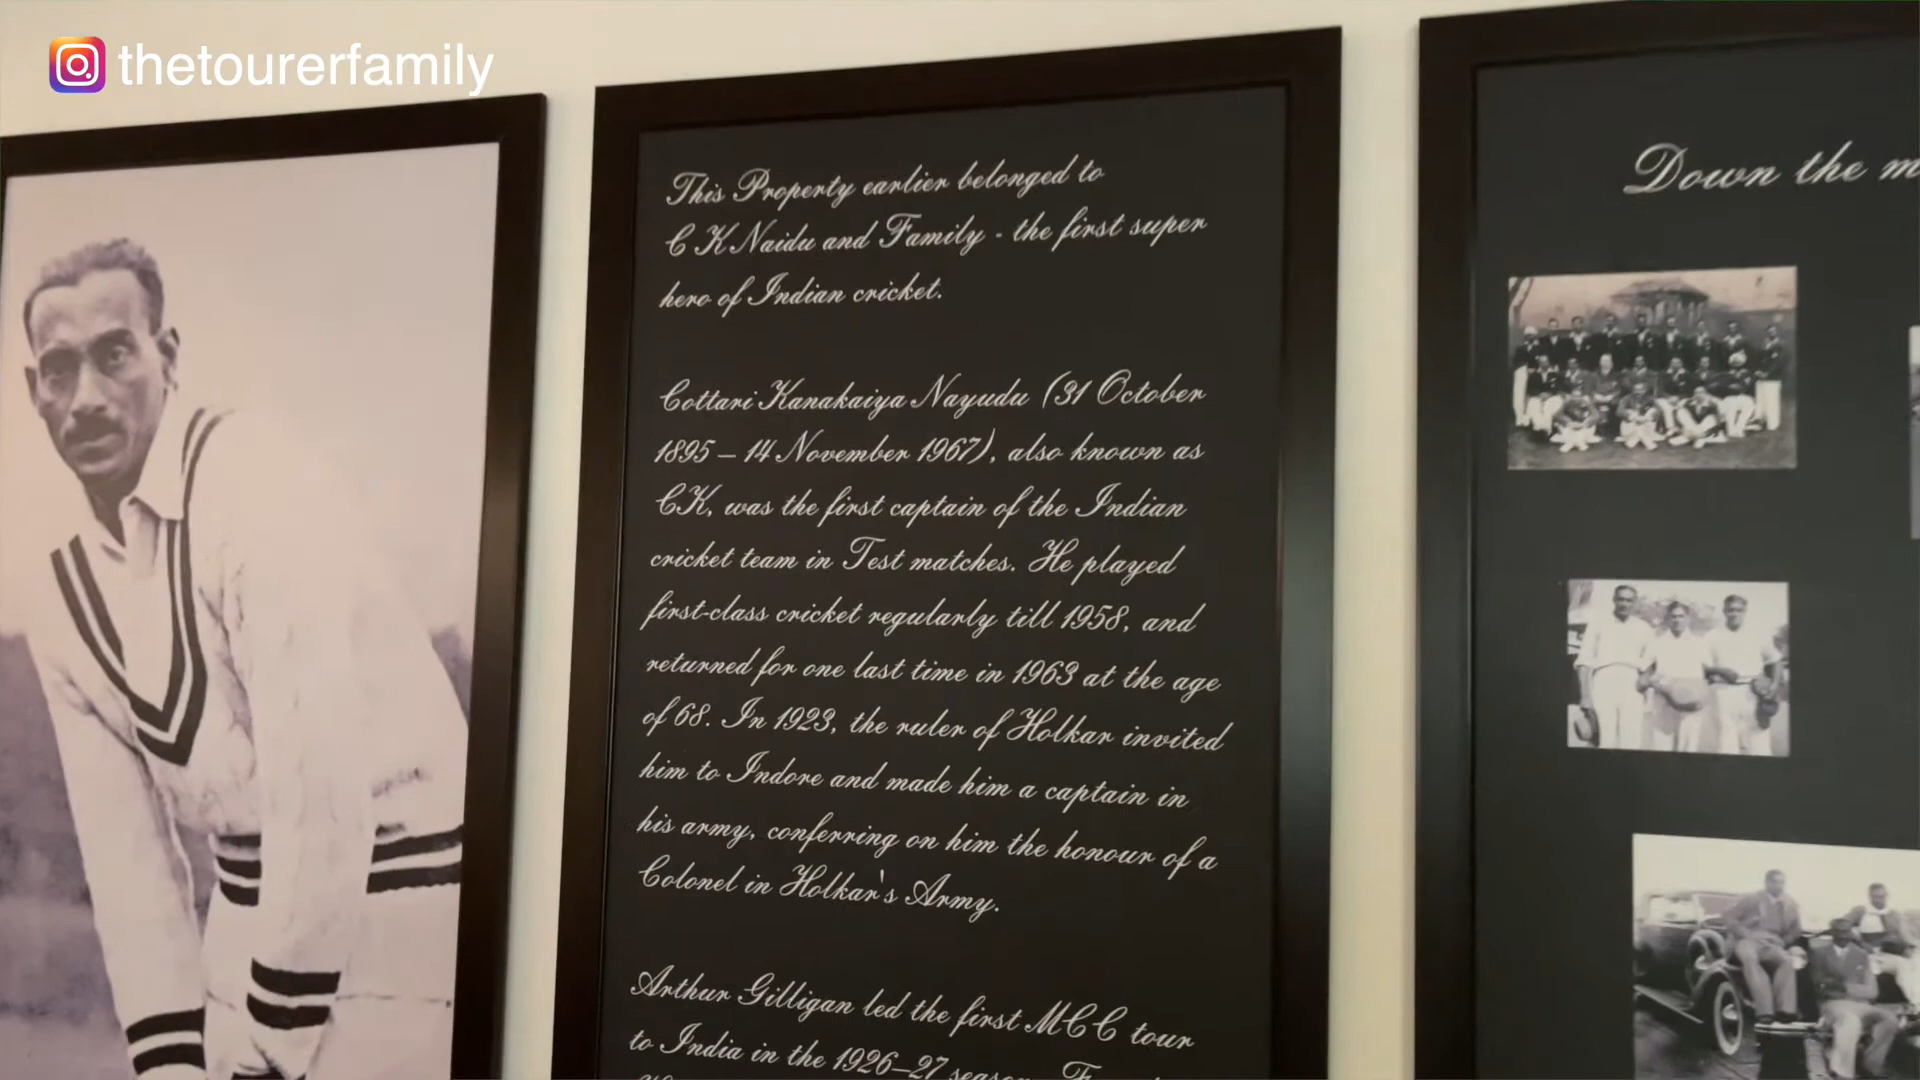 thetourerfamily
This Property earlier belonged to
C K Naidu and Family - the first super
hero of Indian cricket.
Cottari Kanakaiya Nayudu (31 October
1895 – 14 November 1967), also known as
CK, was the first captain of the Indian
cricket team in Test matches. He played
first-class cricket regularly till 1958, and
returned for one last time in 1963 at the age
of 68. In 1923, the ruler of Holkar invited
him to Indore and made him a captain in
his army, conferring on him the honour of a
Colonel in Holkar's Army.
Arthur Gilligan led the first MCC tour
to India in the 1926–27 season
Down the